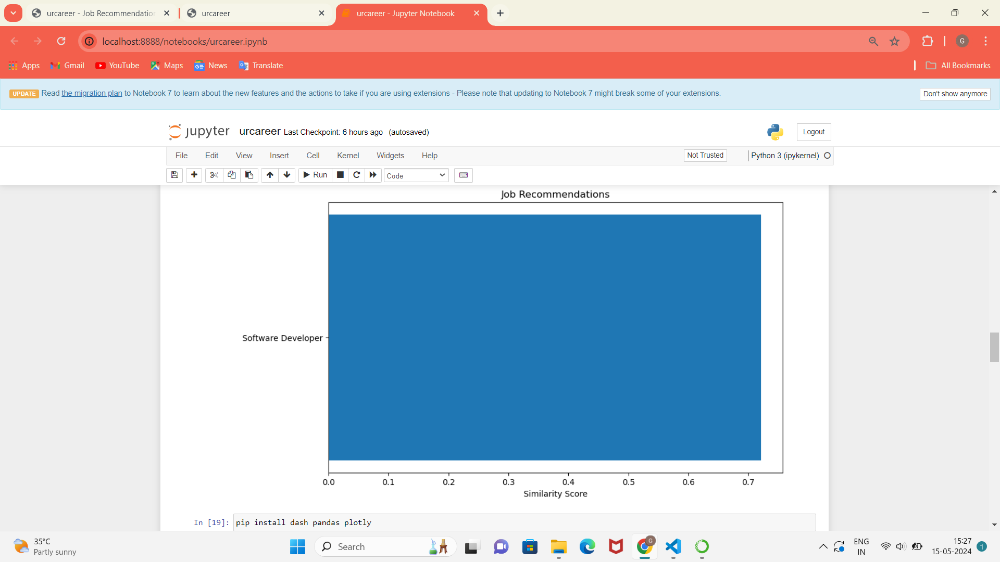 urcareer - Job Recommendation
urcareer
urcareer - Jupyter Notebook
localhost:8888/notebooks/urcareer.ipynb
G
Apps
Gmail
YouTube
Maps
News
Translate
All Bookmarks
UPDATE Read the migration plan to Notebook 7 to learn about the new features and the actions to take if you are using extensions - Please note that updating to Notebook 7 might break some of your extensions.
Don't show anymore
jupyter urcareer Last Checkpoint: 6 hours ago (autosaved)
Logout
File Edit View Insert Cell Kernel Widgets Help
Not Trusted
Python 3 (ipykernel)
Run
Code
Job Recommendations
Software Developer
0.0 0.1 0.2 0.3 0.4 0.5 0.6 0.7
Similarity Score
In [19]: pip install dash pandas plotly
35°C
Partly sunny
Search
G
ENG
IN
15:27
15-05-2024
1